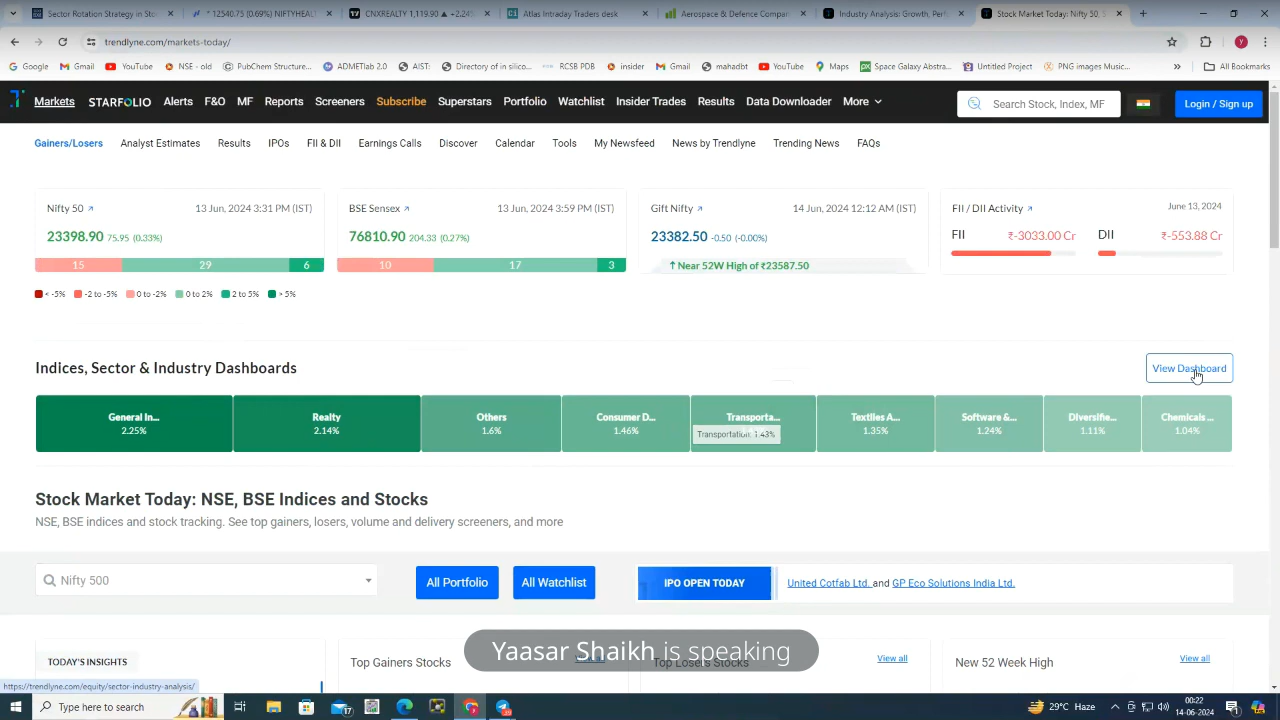 Sector Rotation Strategy - Stoc
12540.75 (0.69%) NIFTYHEAL
CNXREALTY 1,119.90 ▲ +2.24
Atlas Intraday Traders desk
Aerospace & Defence Compan
Industry Analysis: Growth, Perf
Stock Market Today: Nifty 50, S
trendlyne.com/markets-today/
Google Gmail YouTube NSE - old PubChem Structure... ADMETlab 2.0 AIST: Directory of in silico... RCSB PDB insider Gmail mahadbt YouTube Maps Space Galaxy Abstra... Untitled Project PNG images Music... » All Bookmarks
Markets STARFOLIO Alerts F&O MF Reports Screeners Subscribe Superstars Portfolio Watchlist Insider Trades Results Data Downloader More Search Stock, Index, MF Login / Sign up
Gainers/Losers Analyst Estimates Results IPOs FII & DII Earnings Calls Discover Calendar Tools My Newsfeed News by Trendlyne Trending News FAQs
Nifty 50 13 Jun, 2024 3:31 PM (IST)
23398.90 75.95 (0.33%)
15 29 6
BSE Sensex 13 Jun, 2024 3:59 PM (IST)
76810.90 204.33 (0.27%)
10 17 3
Gift Nifty 14 Jun, 2024 12:12 AM (IST)
23382.50 -0.50 (-0.00%)
↑ Near 52W High of ₹23587.50
FII / DII Activity June 13, 2024
FII ₹-3033.00 Cr DII ₹-553.88 Cr
< -5% -2 to -5% 0 to -2% 0 to 2% 2 to 5% > 5%
Indices, Sector & Industry Dashboards View Dashboard
General In... Realty Others Consumer D... Transporta... Textiles A... Software &... Diversifie... Chemicals ...
2.25% 2.14% 1.6% 1.46% 1.35% 1.24% 1.11% 1.04%
Transportation: 1.43%
Stock Market Today: NSE, BSE Indices and Stocks
NSE, BSE indices and stock tracking. See top gainers, losers, volume and delivery screeners, and more
Nifty 500 All Portfolio All Watchlist IPO OPEN TODAY United Cotfab Ltd. and GP Eco Solutions India Ltd.
TODAY'S INSIGHTS Top Gainers Stocks View all Top Losers Stocks View all New 52 Week High View all
Yaasar Shaikh is speaking
https://trendlyne.com/equity/sector-industry-analysis/
Type here to search 29°C Haze 00:22
14-06-2024